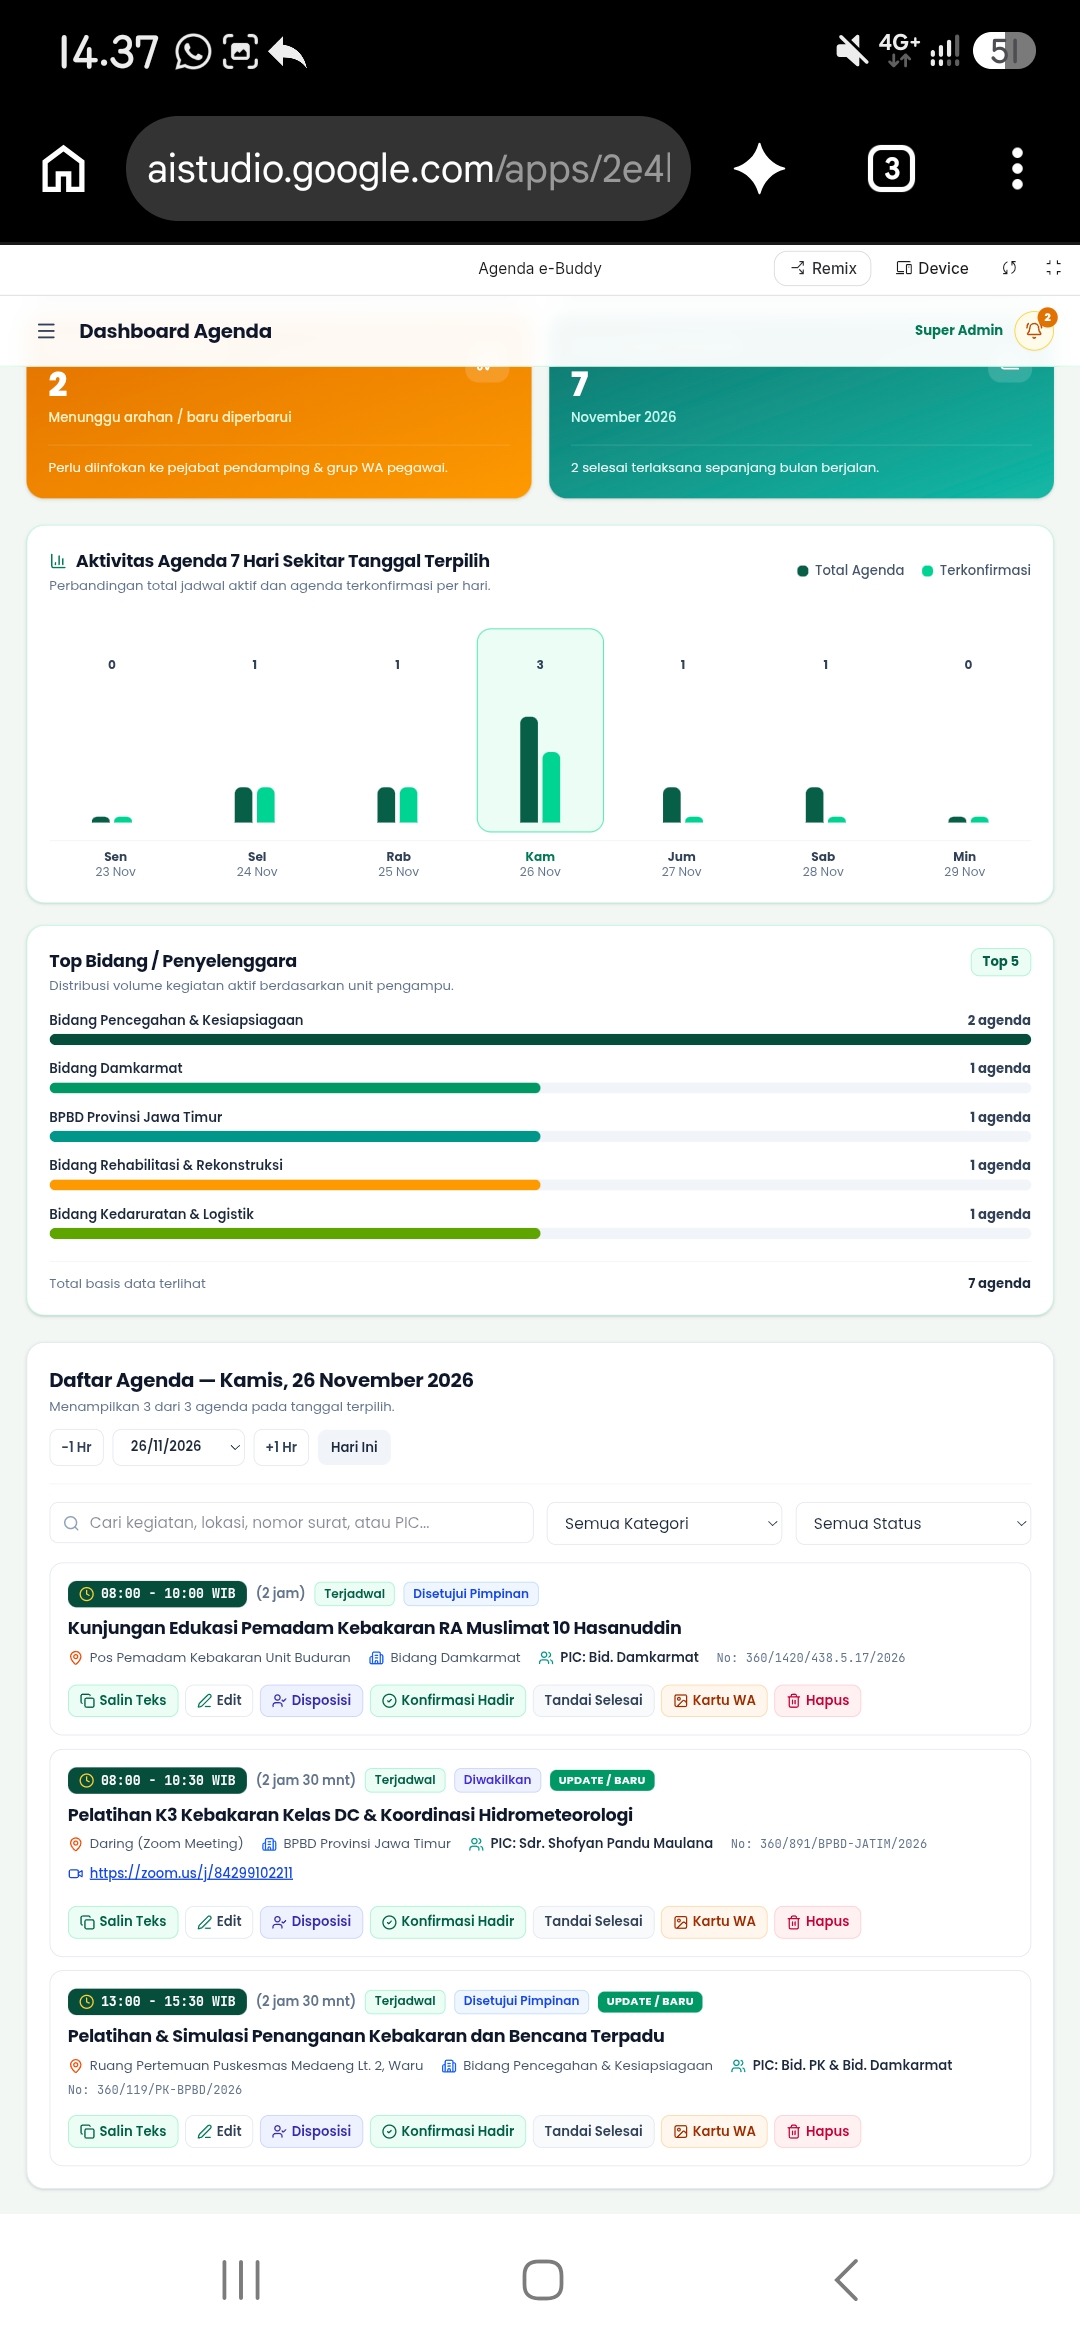 14.37
4G+
51
aistudio.google.com/apps/2e4
3
Agenda e-Buddy
Remix
Device
Dashboard Agenda
Super Admin
2
2
Menunggu arahan / baru diperbarui
Perlu diinfokan ke pejabat pendamping & grup WA pegawai.
7
November 2026
2 selesai terlaksana sepanjang bulan berjalan.
Aktivitas Agenda 7 Hari Sekitar Tanggal Terpilih
Perbandingan total jadwal aktif dan agenda terkonfirmasi per hari.
Total Agenda
Terkonfirmasi
0 1 1 3 1 1 0
Sen Sel Rab Kam Jum Sab Min
23 Nov 24 Nov 25 Nov 26 Nov 27 Nov 28 Nov 29 Nov
Top Bidang / Penyelenggara
Top 5
Distribusi volume kegiatan aktif berdasarkan unit pengampu.
Bidang Pencegahan & Kesiapsiagaan 2 agenda
Bidang Damkarmat 1 agenda
BPBD Provinsi Jawa Timur 1 agenda
Bidang Rehabilitasi & Rekonstruksi 1 agenda
Bidang Kedaruratan & Logistik 1 agenda
Total basis data terlihat 7 agenda
Daftar Agenda — Kamis, 26 November 2026
Menampilkan 3 dari 3 agenda pada tanggal terpilih.
-1 Hr 26/11/2026 +1 Hr Hari Ini
Cari kegiatan, lokasi, nomor surat, atau PIC... Semua Kategori Semua Status
08:00 - 10:00 WIB (2 jam) Terjadwal Disetujui Pimpinan
Kunjungan Edukasi Pemadam Kebakaran RA Muslimat 10 Hasanuddin
Pos Pemadam Kebakaran Unit Buduran Bidang Damkarmat PIC: Bid. Damkarmat No: 360/1420/438.5.17/2026
Salin Teks Edit Disposisi Konfirmasi Hadir Tandai Selesai Kartu WA Hapus
08:00 - 10:30 WIB (2 jam 30 mnt) Terjadwal Diwakilkan UPDATE / BARU
Pelatihan K3 Kebakaran Kelas DC & Koordinasi Hidrometeorologi
Daring (Zoom Meeting) BPBD Provinsi Jawa Timur PIC: Sdr. Shofyan Pandu Maulana No: 360/891/BPBD-JATIM/2026
https://zoom.us/j/84299102211
Salin Teks Edit Disposisi Konfirmasi Hadir Tandai Selesai Kartu WA Hapus
13:00 - 15:30 WIB (2 jam 30 mnt) Terjadwal Disetujui Pimpinan UPDATE / BARU
Pelatihan & Simulasi Penanganan Kebakaran dan Bencana Terpadu
Ruang Pertemuan Puskesmas Medaeng Lt. 2, Waru Bidang Pencegahan & Kesiapsiagaan PIC: Bid. PK & Bid. Damkarmat
No: 360/119/PK-BPBD/2026
Salin Teks Edit Disposisi Konfirmasi Hadir Tandai Selesai Kartu WA Hapus